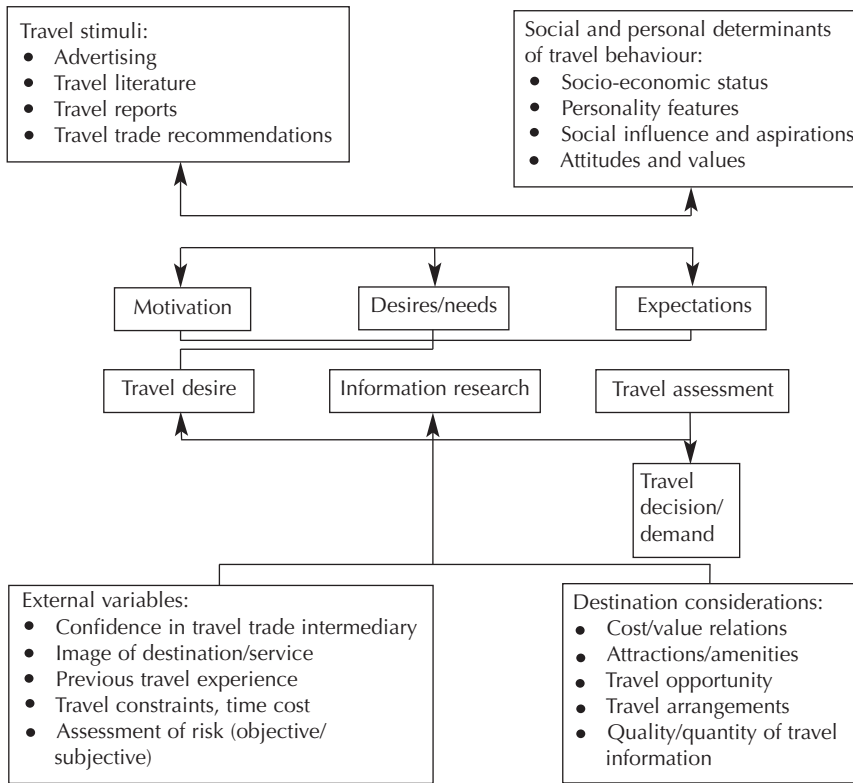 Travel stimuli:
● Advertising
● Travel literature
● Travel reports
● Travel trade recommendations
Social and personal determinants
of travel behaviour:
● Socio-economic status
● Personality features
● Social influence and aspirations
● Attitudes and values
Motivation
Desires/needs
Expectations
Travel desire
Information research
Travel assessment
Travel
decision/
demand
External variables:
● Confidence in travel trade intermediary
● Image of destination/service
● Previous travel experience
● Travel constraints, time cost
● Assessment of risk (objective/
subjective)
Destination considerations:
● Cost/value relations
● Attractions/amenities
● Travel opportunity
● Travel arrangements
● Quality/quantity of travel
information